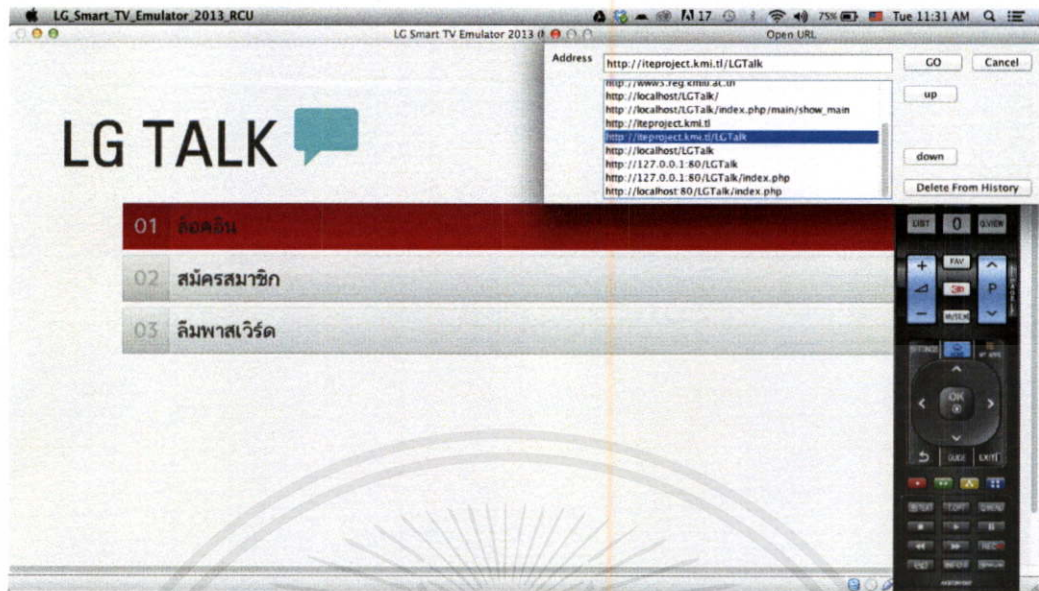 LG_Smart_TV_Emulator_2013_RCU
17
75%
Tue 11:31 AM
LG Smart TV Emulator 2013
Open URL
Address
http://iteproject.kmi.tl/LGTalk
GO
Cancel
http://localhost/LGTalk/
http://localhost/LGTalk/index.php/main/show_main
http://iteproject.kmi.tl
http://iteproject.kmi.tl/LGTalk
http://localhost/LGTalk
http://127.0.0.1:80/LGTalk
http://127.0.0.1:80/LGTalk/index.php
http://localhost:80/LGTalk/index.php
up
down
Delete From History
LG TALK
01 ล็อคอิน
02 สมัครสมาชิก
03 ลืมพาสเวิร์ด
LIST 0 Q.VIEW
+ FAV
3D P
-
SETTINGS
OK
GUIDE EXIT